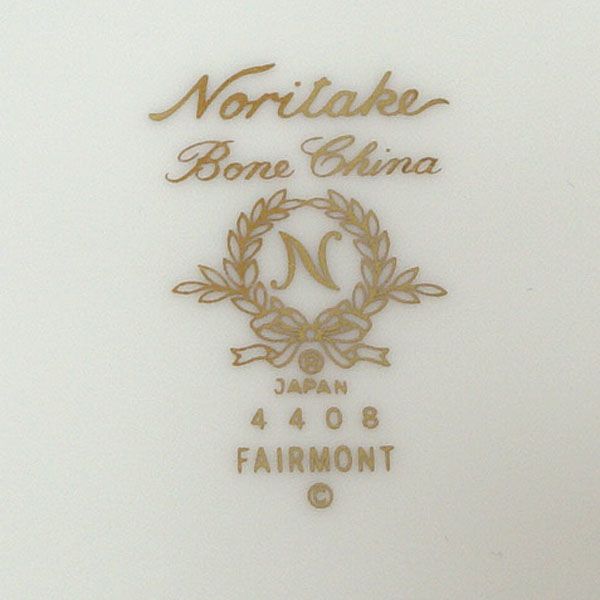 Noritake
Bone China
N
®
JAPAN
4408
FAIRMONT
©